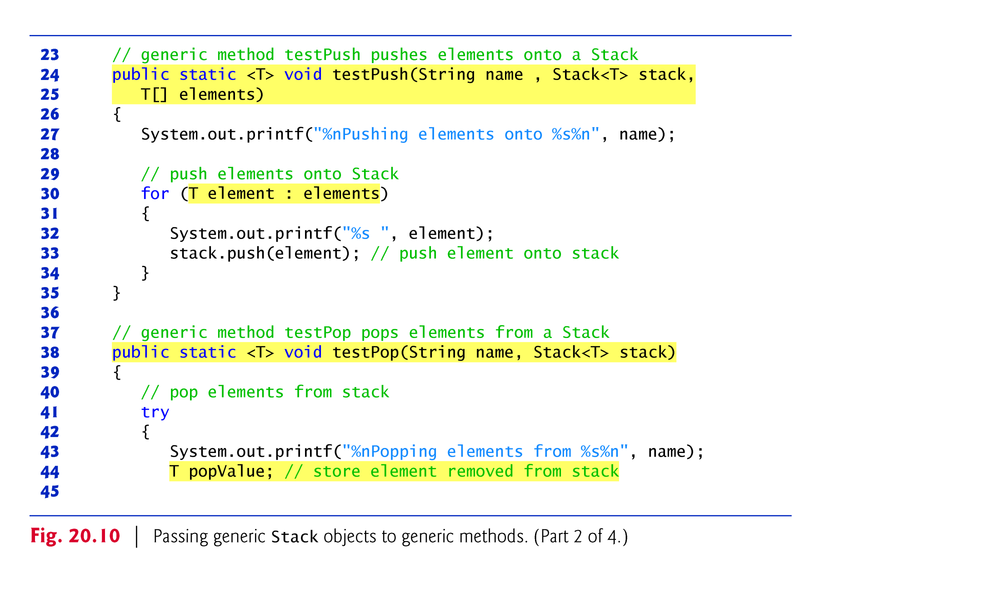 23 // generic method testPush pushes elements onto a Stack
24 public static <T> void testPush(String name , Stack<T> stack,
25    T[] elements)
26 {
27    System.out.printf("%nPushing elements onto %s%n", name);
28
29    // push elements onto Stack
30    for (T element : elements)
31    {
32       System.out.printf("%s ", element);
33       stack.push(element); // push element onto stack
34    }
35 }
36
37 // generic method testPop pops elements from a Stack
38 public static <T> void testPop(String name, Stack<T> stack)
39 {
40    // pop elements from stack
41    try
42    {
43       System.out.printf("%nPopping elements from %s%n", name);
44       T popValue; // store element removed from stack
45
Fig. 20.10 | Passing generic Stack objects to generic methods. (Part 2 of 4.)